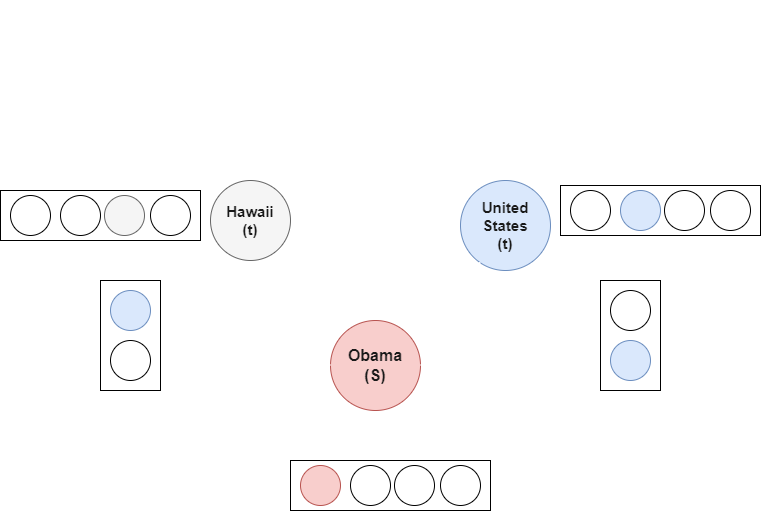 Hawaii
(t)
United
States
(t)
Obama
(S)